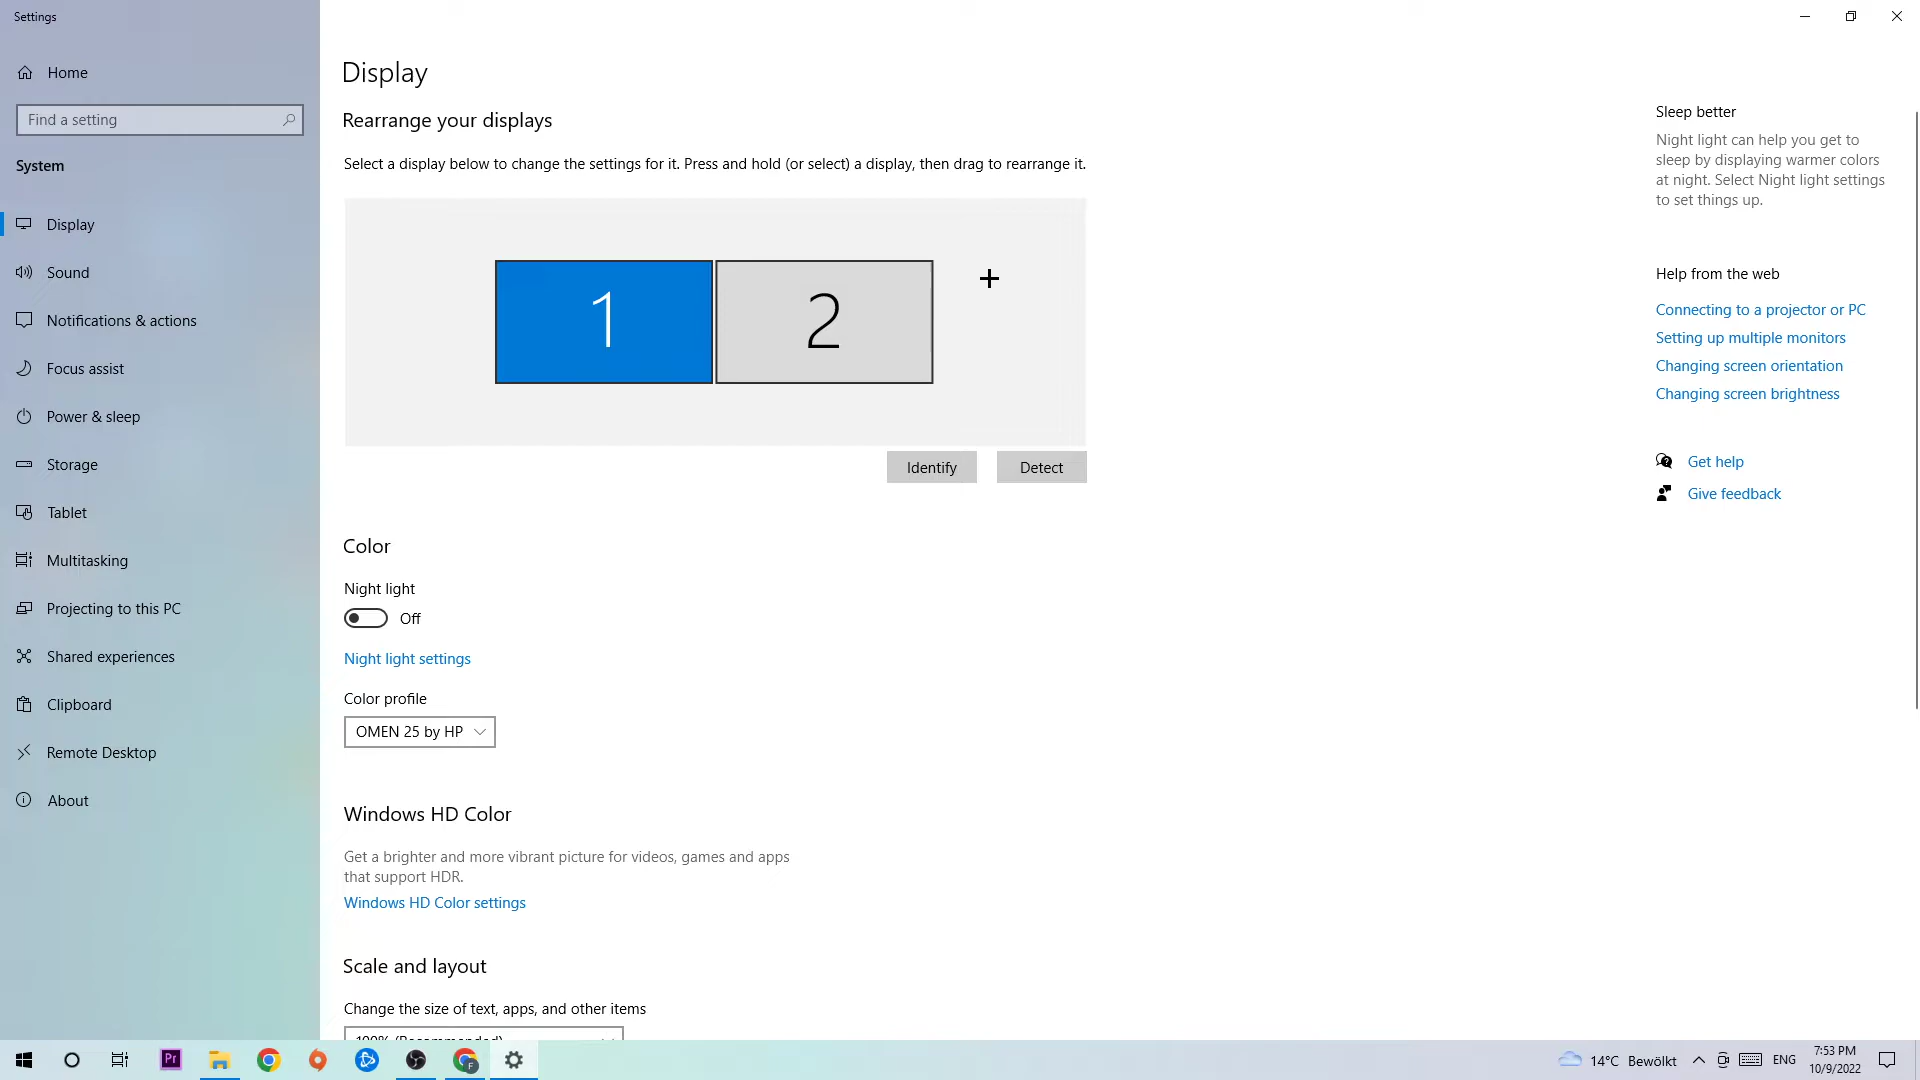 Settings
Home
Find a setting
System
Display
Sound
Notifications & actions
Focus assist
Power & sleep
Storage
Tablet
Multitasking
Projecting to this PC
Shared experiences
Clipboard
Remote Desktop
About
Display
Rearrange your displays
Select a display below to change the settings for it. Press and hold (or select) a display, then drag to rearrange it.
1
2
Identify
Detect
Color
Night light
Off
Night light settings
Color profile
OMEN 25 by HP
Windows HD Color
Get a brighter and more vibrant picture for videos, games and apps
that support HDR.
Windows HD Color settings
Scale and layout
Change the size of text, apps, and other items
100% (Recommended)
Sleep better
Night light can help you get to
sleep by displaying warmer colors
at night. Select Night light settings
to set things up.
Help from the web
Connecting to a projector or PC
Setting up multiple monitors
Changing screen orientation
Changing screen brightness
Get help
Give feedback
Pr
F
14°C Bewölkt
ENG
7:53 PM
10/9/2022